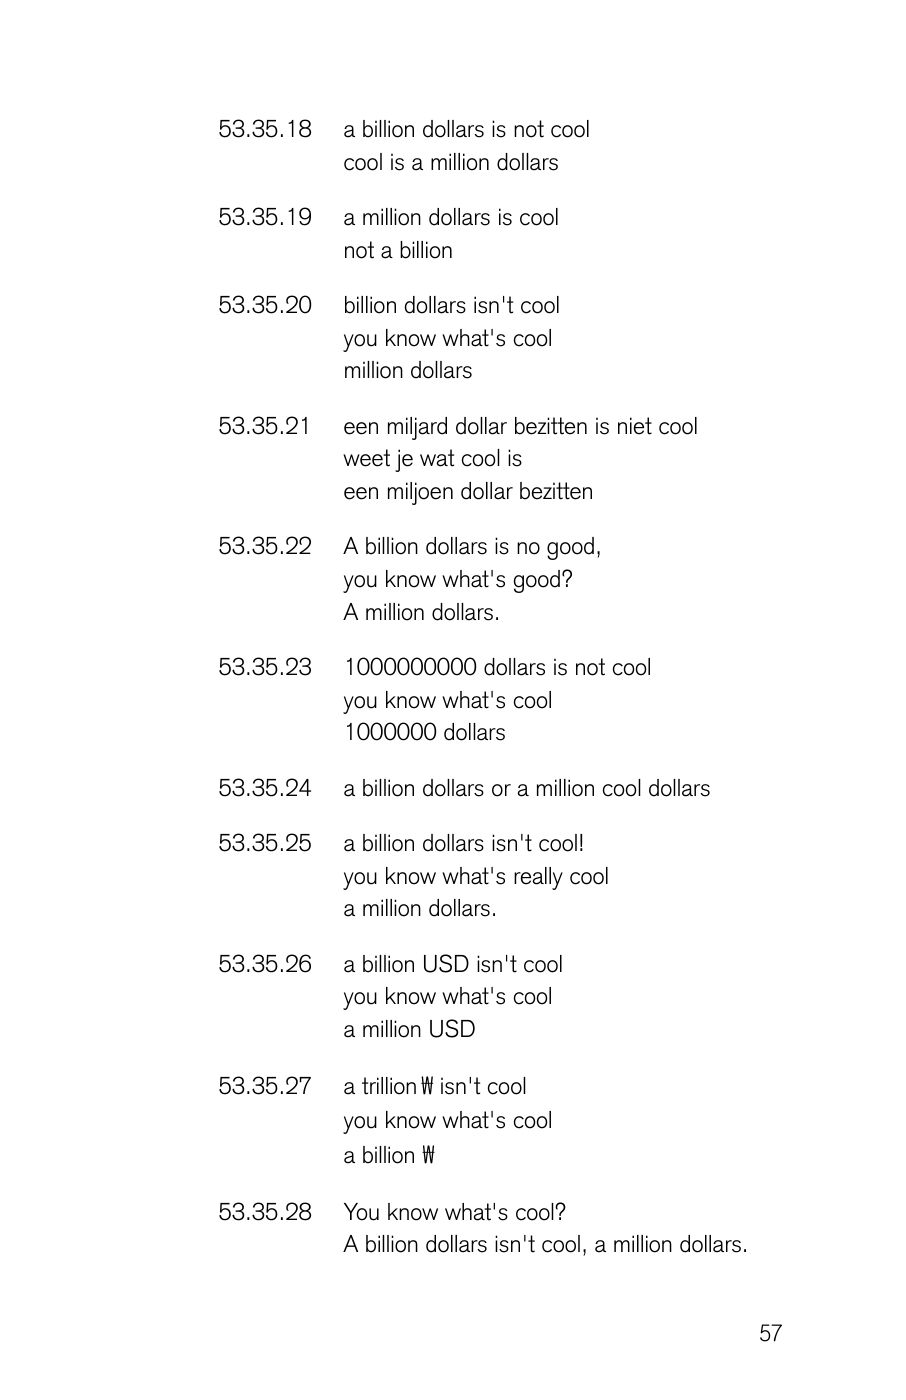 53.35.18 a billion dollars is not cool
cool is a million dollars
53.35.19 a million dollars is cool
not a billion
53.35.20 billion dollars isn't cool
you know what's cool
million dollars
53.35.21 een miljard dollar bezitten is niet cool
weet je wat cool is
een miljoen dollar bezitten
53.35.22 A billion dollars is no good,
you know what's good?
A million dollars.
53.35.23 1000000000 dollars is not cool
you know what's cool
1000000 dollars
53.35.24 a billion dollars or a million cool dollars
53.35.25 a billion dollars isn't cool!
you know what's really cool
a million dollars.
53.35.26 a billion USD isn't cool
you know what's cool
a million USD
53.35.27 a trillion ₩ isn't cool
you know what's cool
a billion ₩
53.35.28 You know what's cool?
A billion dollars isn't cool, a million dollars.
57